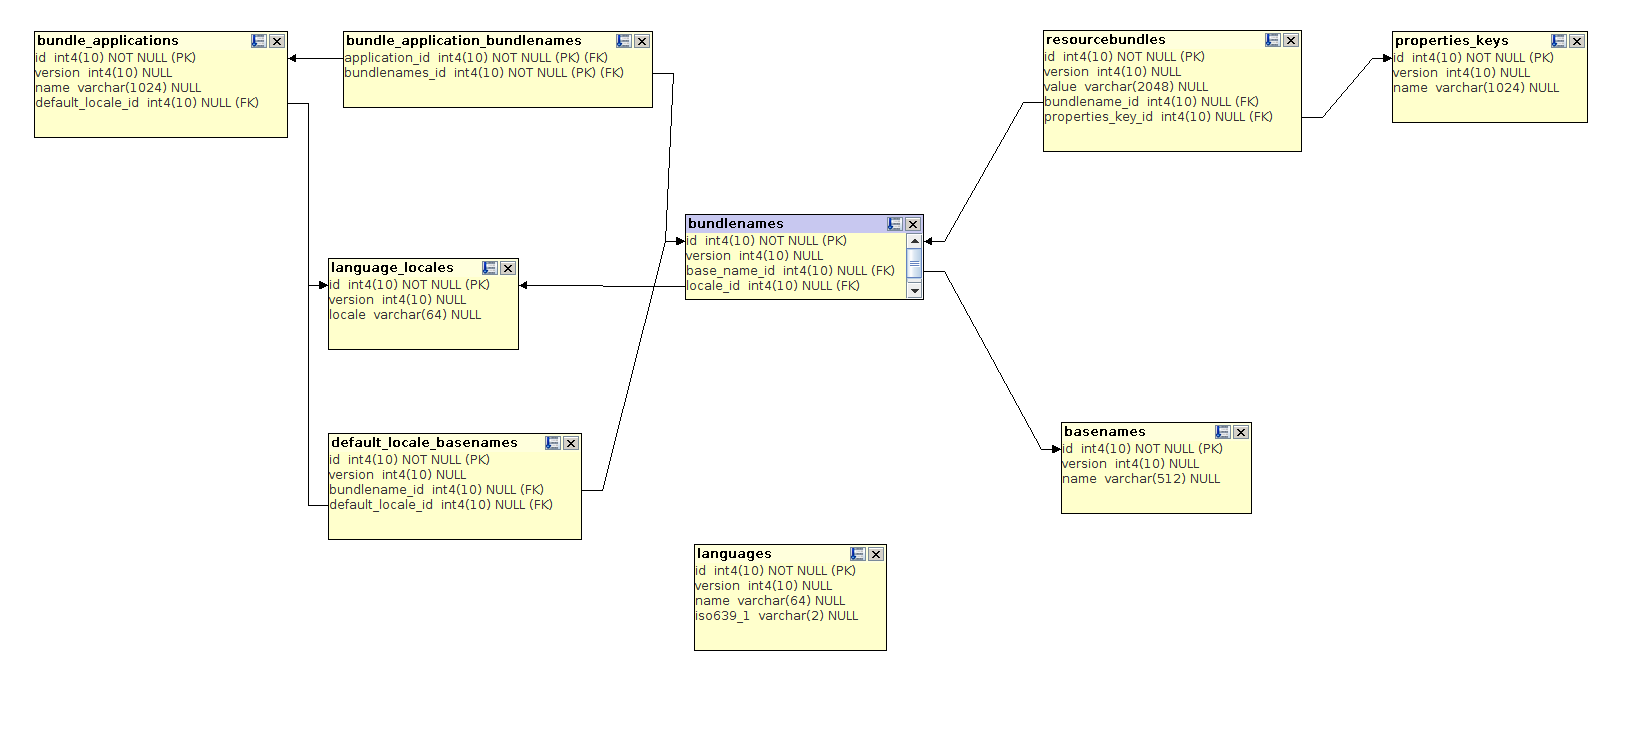 bundle_applications
id int4(10) NOT NULL (PK)
version int4(10) NULL
name varchar(1024) NULL
default_locale_id int4(10) NULL (FK)
bundle_application_bundlenames
application_id int4(10) NOT NULL (PK) (FK)
bundlenames_id int4(10) NOT NULL (PK) (FK)
resourcebundles
id int4(10) NOT NULL (PK)
version int4(10) NULL
value varchar(2048) NULL
bundlename_id int4(10) NULL (FK)
properties_key_id int4(10) NULL (FK)
properties_keys
id int4(10) NOT NULL (PK)
version int4(10) NULL
name varchar(1024) NULL
bundlenames
id int4(10) NOT NULL (PK)
version int4(10) NULL
base_name_id int4(10) NULL (FK)
locale_id int4(10) NULL (FK)
language_locales
id int4(10) NOT NULL (PK)
version int4(10) NULL
locale varchar(64) NULL
default_locale_basenames
id int4(10) NOT NULL (PK)
version int4(10) NULL
bundlename_id int4(10) NULL (FK)
default_locale_id int4(10) NULL (FK)
basenames
id int4(10) NOT NULL (PK)
version int4(10) NULL
name varchar(512) NULL
languages
id int4(10) NOT NULL (PK)
version int4(10) NULL
name varchar(64) NULL
iso639_1 varchar(2) NULL